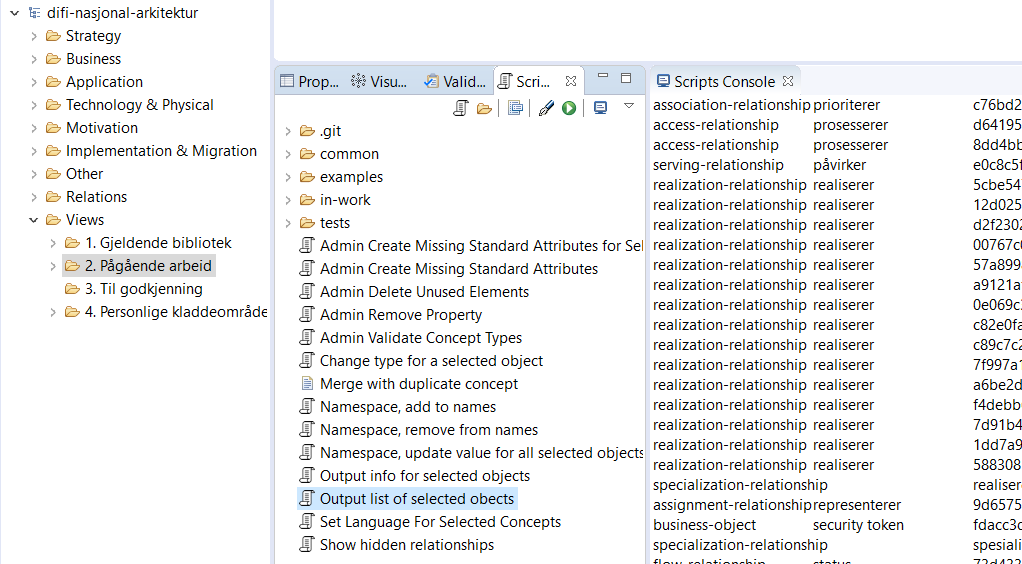 difi-nasjonal-arkitektur
Strategy
Business
Application
Technology & Physical
Motivation
Implementation & Migration
Other
Relations
Views
1. Gjeldende bibliotek
2. Pågående arbeid
3. Til godkjenning
4. Personlige kladdeområde
Prop...
Visu...
Valid...
Scri...
.git
common
examples
in-work
tests
Admin Create Missing Standard Attributes for Sel
Admin Create Missing Standard Attributes
Admin Delete Unused Elements
Admin Remove Property
Admin Validate Concept Types
Change type for a selected object
Merge with duplicate concept
Namespace, add to names
Namespace, remove from names
Namespace, update value for all selected objects
Output info for selected objects
Output list of selected obects
Set Language For Selected Concepts
Show hidden relationships
Scripts Console
association-relationship prioriterer c76bd2
access-relationship prosesserer d64195
access-relationship prosesserer 8dd4bb
serving-relationship påvirker e0c8c5f
realization-relationship realiserer 5cbe54
realization-relationship realiserer 12d025
realization-relationship realiserer d2f2302
realization-relationship realiserer 00767c
realization-relationship realiserer 57a899
realization-relationship realiserer a9121a
realization-relationship realiserer 0e069c
realization-relationship realiserer c82e0fa
realization-relationship realiserer c89c7c2
realization-relationship realiserer 7f997a
realization-relationship realiserer a6be2d
realization-relationship realiserer f4debb
realization-relationship realiserer 7d91b4
realization-relationship realiserer 1dd7a9
realization-relationship realiserer 588308
specialization-relationship realiser
assignment-relationship representerer 9d6575
business-object security token fdacc3c
specialization-relationship spesiali
flow-relationship status